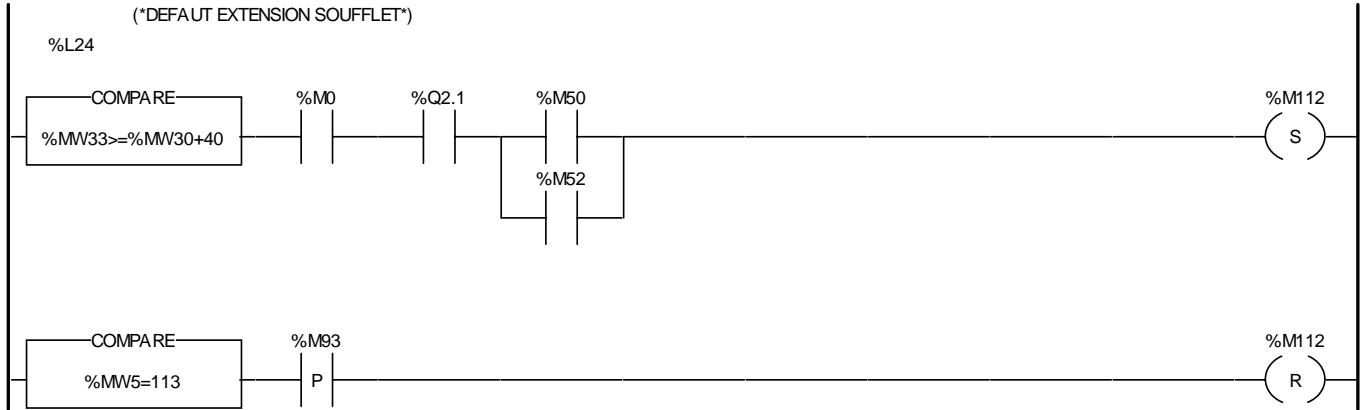 (*DEFAUT EXTENSION SOUFFLET*)
%L24
COMPARE %M0 %Q2.1 %M50 %M112
%MW33>=%MW30+40 S
%M52
COMPARE %M93 %M112
%MW5=113 P R